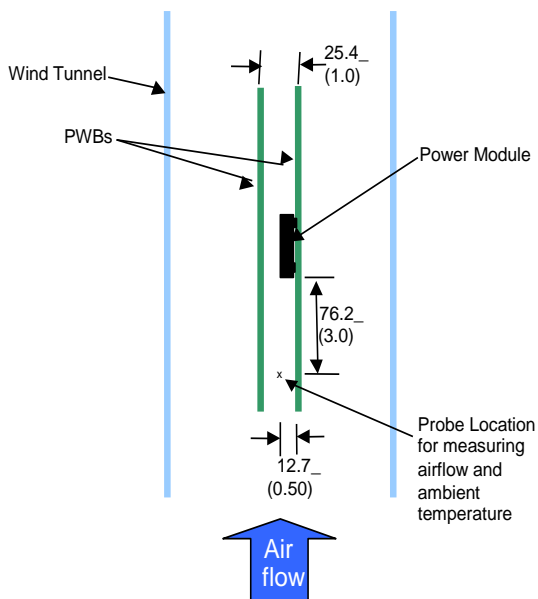 25.4_
(1.0)
Wind Tunnel
PWBs
Power Module
76.2_
(3.0)
x
Probe Location
for measuring
airflow and
ambient
temperature
12.7_
(0.50)
Air
flow